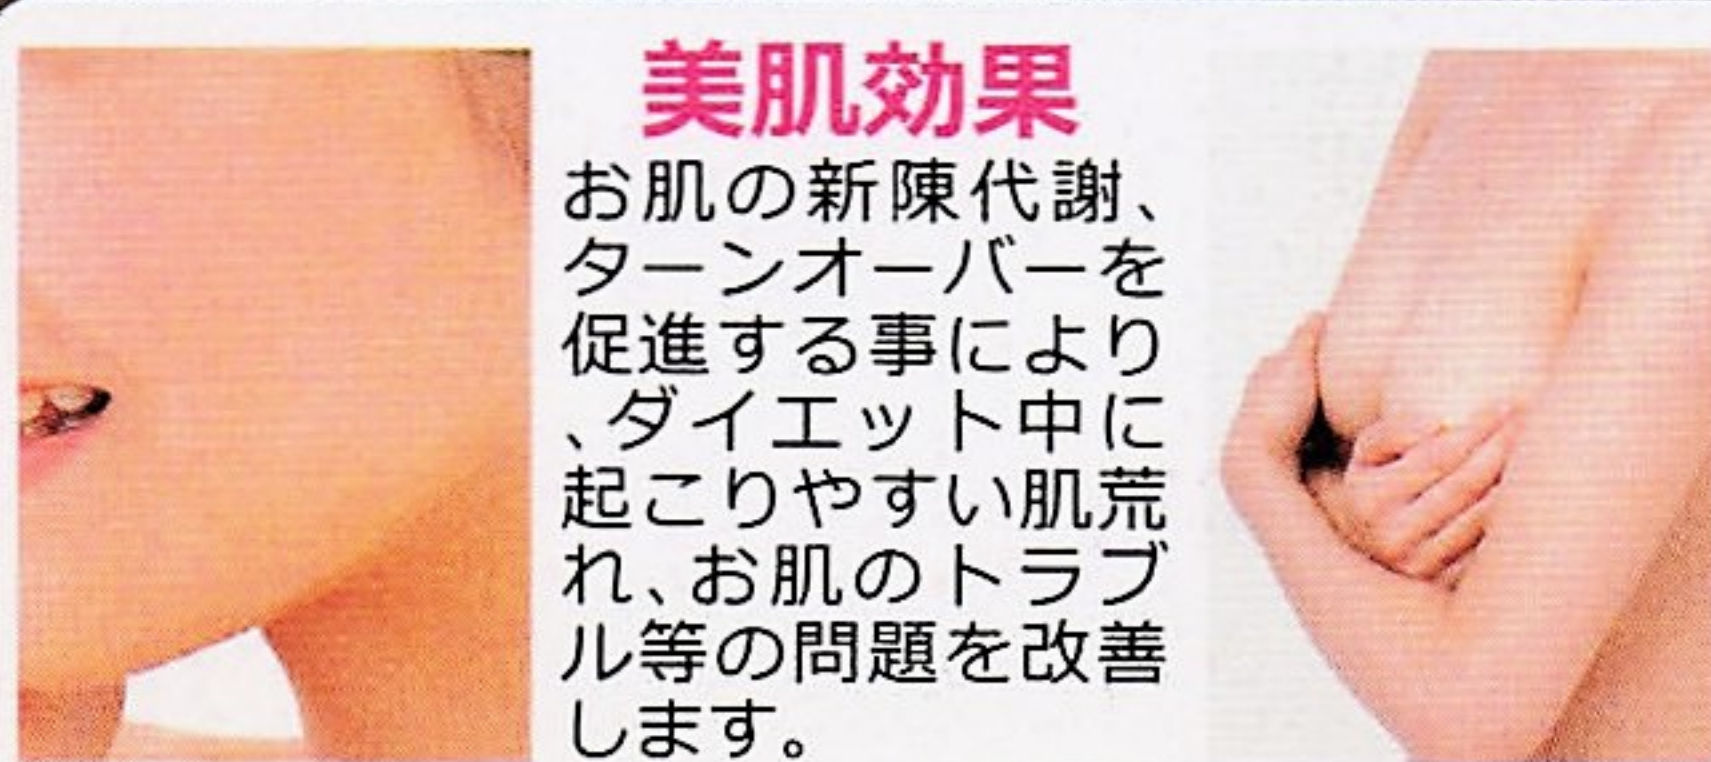 美肌効果
お肌の新陳代謝、
ターンオーバーを
促進する事により
、ダイエット中に
起こりやすい肌荒
れ、お肌のトラブ
ル等の問題を改善
します。